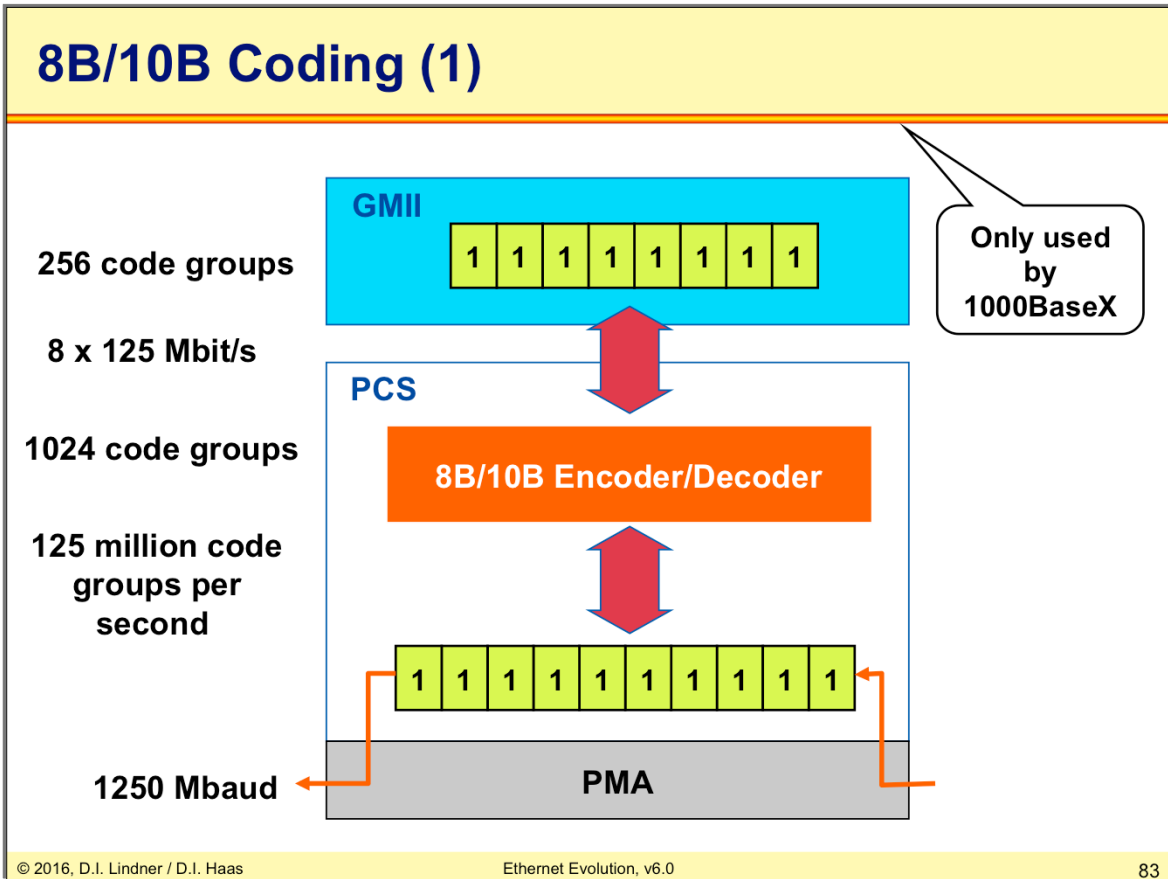 8B/10B Coding (1)
GMII
1 1 1 1 1 1 1 1
Only used
by
1000BaseX
256 code groups
8 x 125 Mbit/s
PCS
1024 code groups
8B/10B Encoder/Decoder
125 million code
groups per
second
1 1 1 1 1 1 1 1 1 1
1250 Mbaud
PMA
© 2016, D.I. Lindner / D.I. Haas
Ethernet Evolution, v6.0
83